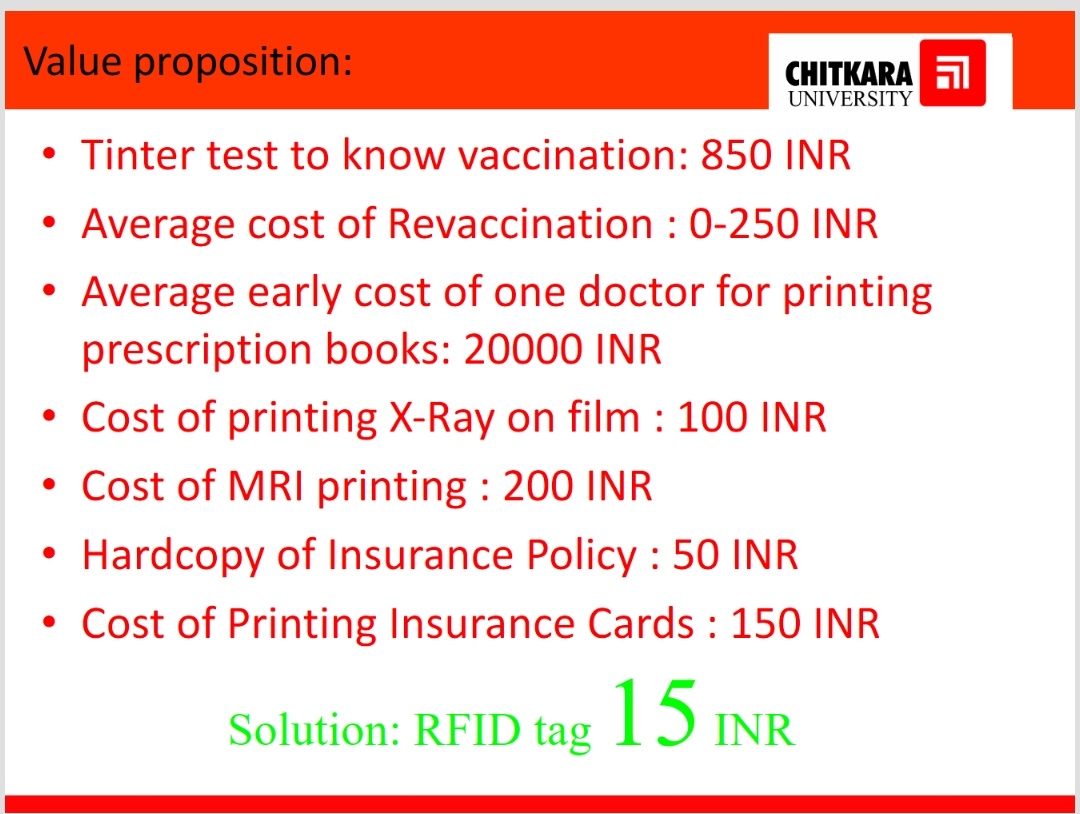 Value proposition:
CHITKARA
UNIVERSITY
• Tinter test to know vaccination: 850 INR
• Average cost of Revaccination : 0-250 INR
• Average early cost of one doctor for printing
prescription books: 20000 INR
• Cost of printing X-Ray on film : 100 INR
• Cost of MRI printing : 200 INR
• Hardcopy of Insurance Policy : 50 INR
• Cost of Printing Insurance Cards : 150 INR
Solution: RFID tag 15 INR